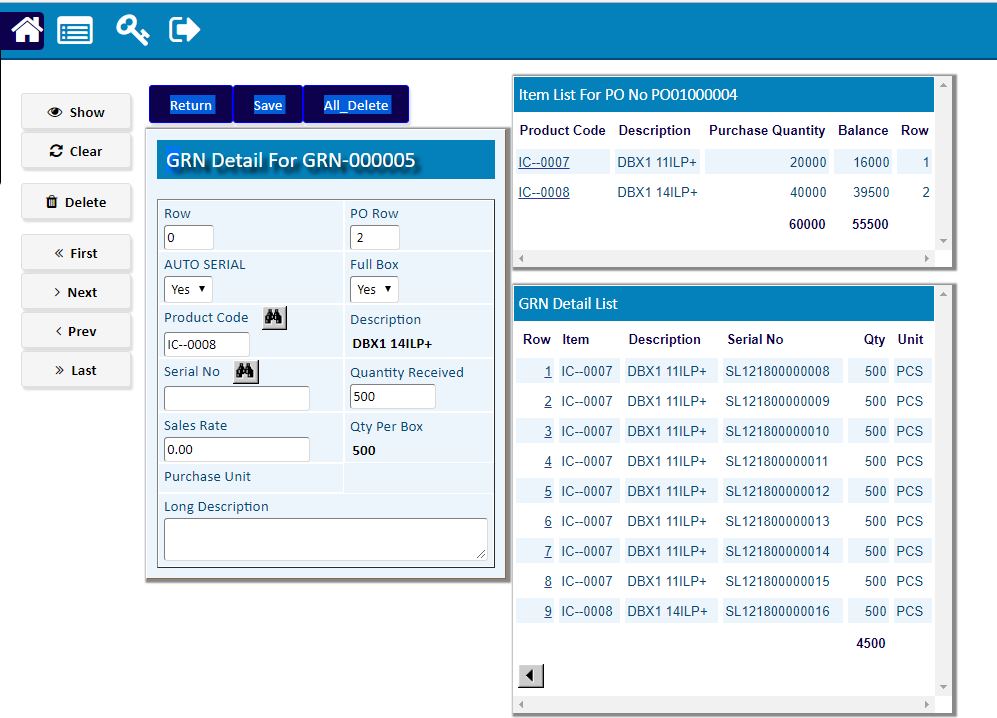 Show
Clear
Delete
« First
> Next
< Prev
» Last
Return Save All_Delete
GRN Detail For GRN-000005
Row PO Row
0 2
AUTO SERIAL Full Box
Yes Yes
Product Code Description
IC--0008 DBX1 14ILP+
Serial No Quantity Received
500
Sales Rate Qty Per Box
0.00 500
Purchase Unit
Long Description
Item List For PO No PO01000004
Product Code Description Purchase Quantity Balance Row
IC--0007 DBX1 11ILP+ 20000 16000 1
IC--0008 DBX1 14ILP+ 40000 39500 2
60000 55500
GRN Detail List
Row Item Description Serial No Qty Unit
1 IC--0007 DBX1 11ILP+ SL121800000008 500 PCS
2 IC--0007 DBX1 11ILP+ SL121800000009 500 PCS
3 IC--0007 DBX1 11ILP+ SL121800000010 500 PCS
4 IC--0007 DBX1 11ILP+ SL121800000011 500 PCS
5 IC--0007 DBX1 11ILP+ SL121800000012 500 PCS
6 IC--0007 DBX1 11ILP+ SL121800000013 500 PCS
7 IC--0007 DBX1 11ILP+ SL121800000014 500 PCS
8 IC--0007 DBX1 11ILP+ SL121800000015 500 PCS
9 IC--0008 DBX1 14ILP+ SL121800000016 500 PCS
4500